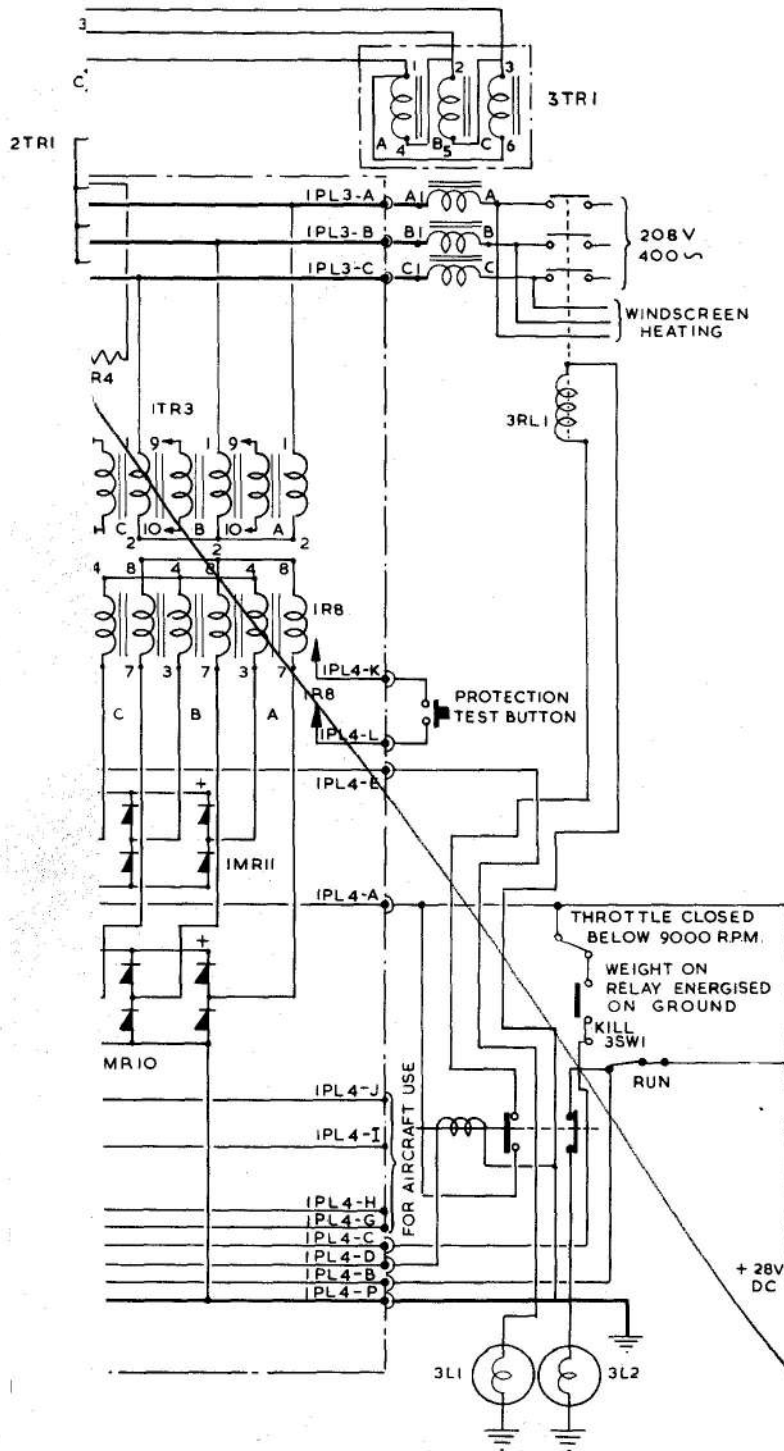 3
1 2 3
C
3TR1
2TR1
A 4 B 5 C 6
1PL3-A A1 A
1PL3-B B1 B
208V
400~
1PL3-C C1 C
WINDSCREEN
HEATING
R4
1TR3
3RL1
1 9 1 9 1
C 10 B 10 A
2 2 2
4 8 4 8 4 8
1R8
7 3 7 3 7
1PL4-K
1R8
C B A
PROTECTION
TEST BUTTON
1PL4-L
1PL4-E
+
1MR11
1PL4-A
THROTTLE CLOSED
BELOW 9000 R.P.M.
+
WEIGHT ON
RELAY ENERGISED
ON GROUND
KILL
3SW1
MR10
RUN
1PL4-J
FOR AIRCRAFT USE
1PL4-I
1PL4-H
1PL4-G
1PL4-C
1PL4-D
1PL4-B
1PL4-P
+ 28V
DC
3L1
3L2